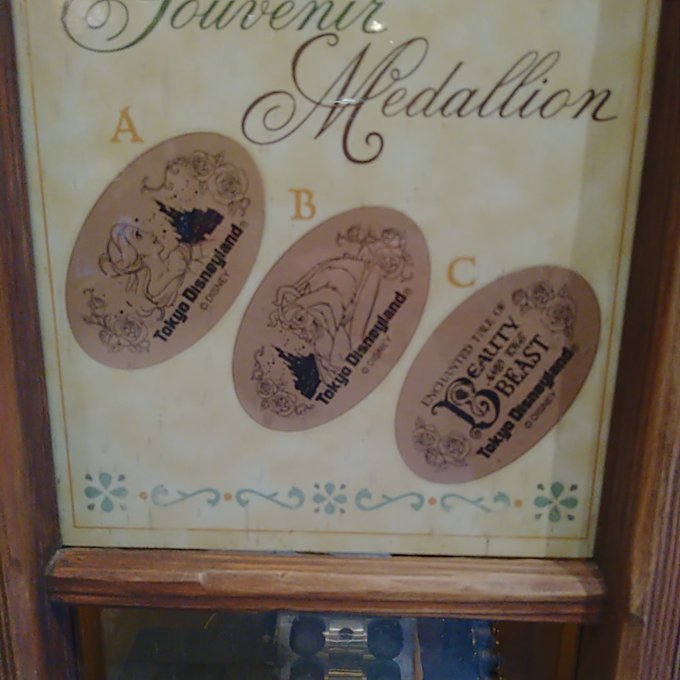 Souvenir
Medallion
A
Tokyo Disneyland®
© DISNEY
B
Tokyo Disneyland®
© DISNEY
C
ENCHANTED TALE OF
BEAUTY
AND THE
BEAST
Tokyo Disneyland®
© DISNEY